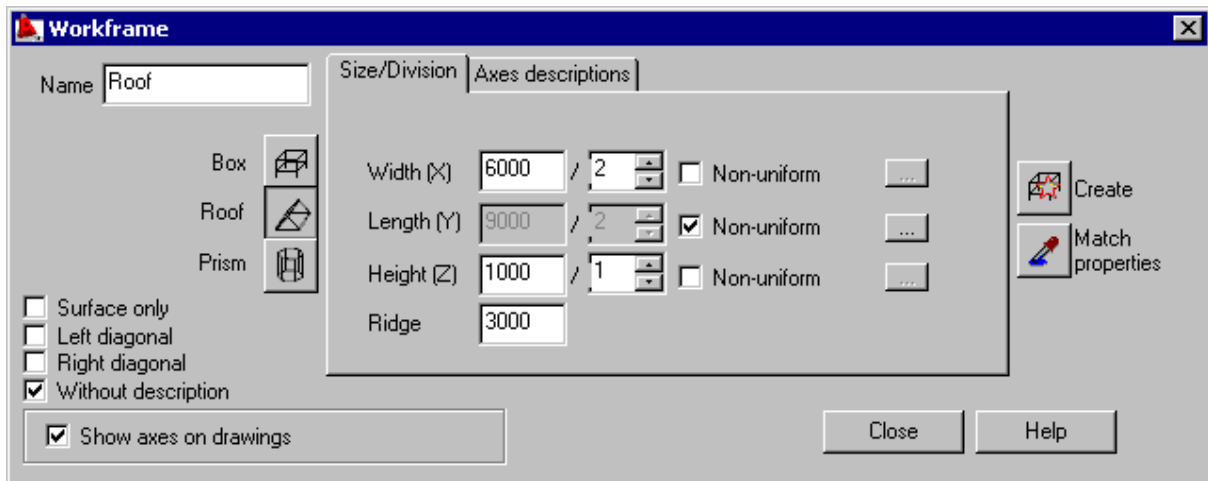 Workframe
Name Roof
Size/Division Axes descriptions
Box
Roof
Prism
Width (X) 6000 / 2 Non-uniform ...
Length (Y) 9000 / 2 Non-uniform ...
Height (Z) 1000 / 1 Non-uniform ...
Ridge 3000
Create
Match
properties
Surface only
Left diagonal
Right diagonal
Without description
Show axes on drawings
Close Help